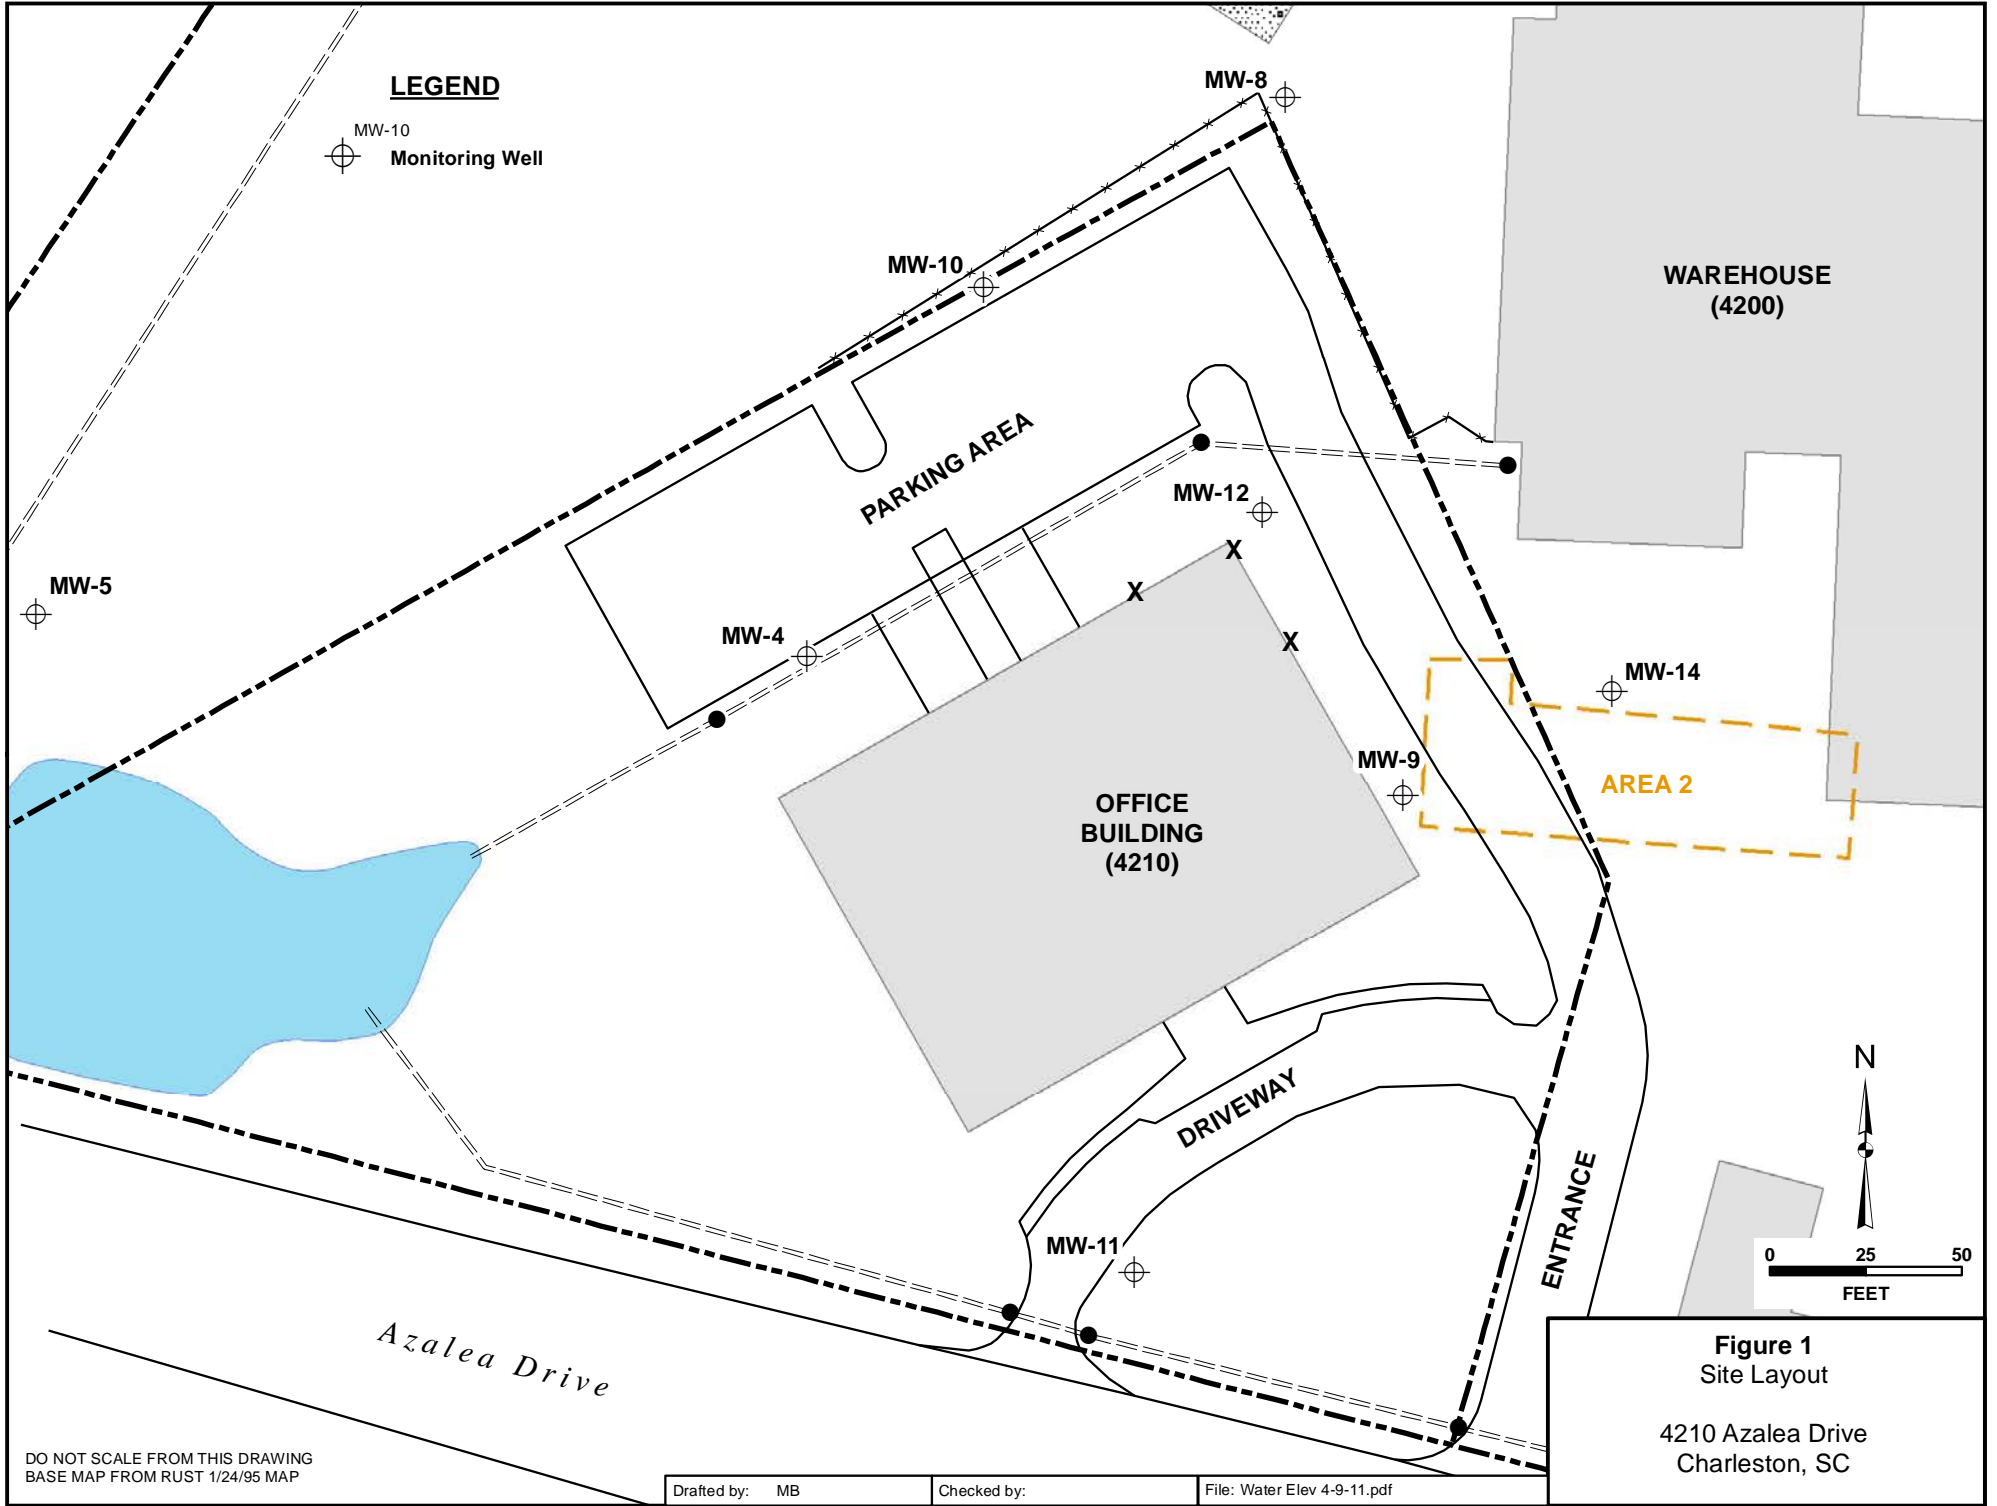 LEGEND
MW-10
Monitoring Well
MW-8
MW-10
WAREHOUSE
(4200)
PARKING AREA
MW-12
X
X
X
MW-5
MW-4
MW-14
MW-9
AREA 2
OFFICE
BUILDING
(4210)
N
DRIVEWAY
ENTRANCE
MW-11
0 25 50
FEET
Azalea Drive
Figure 1
Site Layout
4210 Azalea Drive
Charleston, SC
DO NOT SCALE FROM THIS DRAWING
BASE MAP FROM RUST 1/24/95 MAP
Drafted by: MB
Checked by:
File: Water Elev 4-9-11.pdf